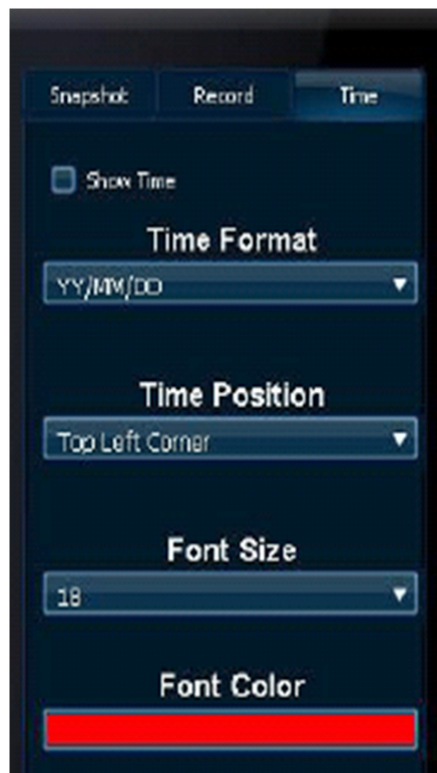 Snapshot Record Time
Show Time
Time Format
YY/MM/DD
Time Position
Top Left Corner
Font Size
18
Font Color